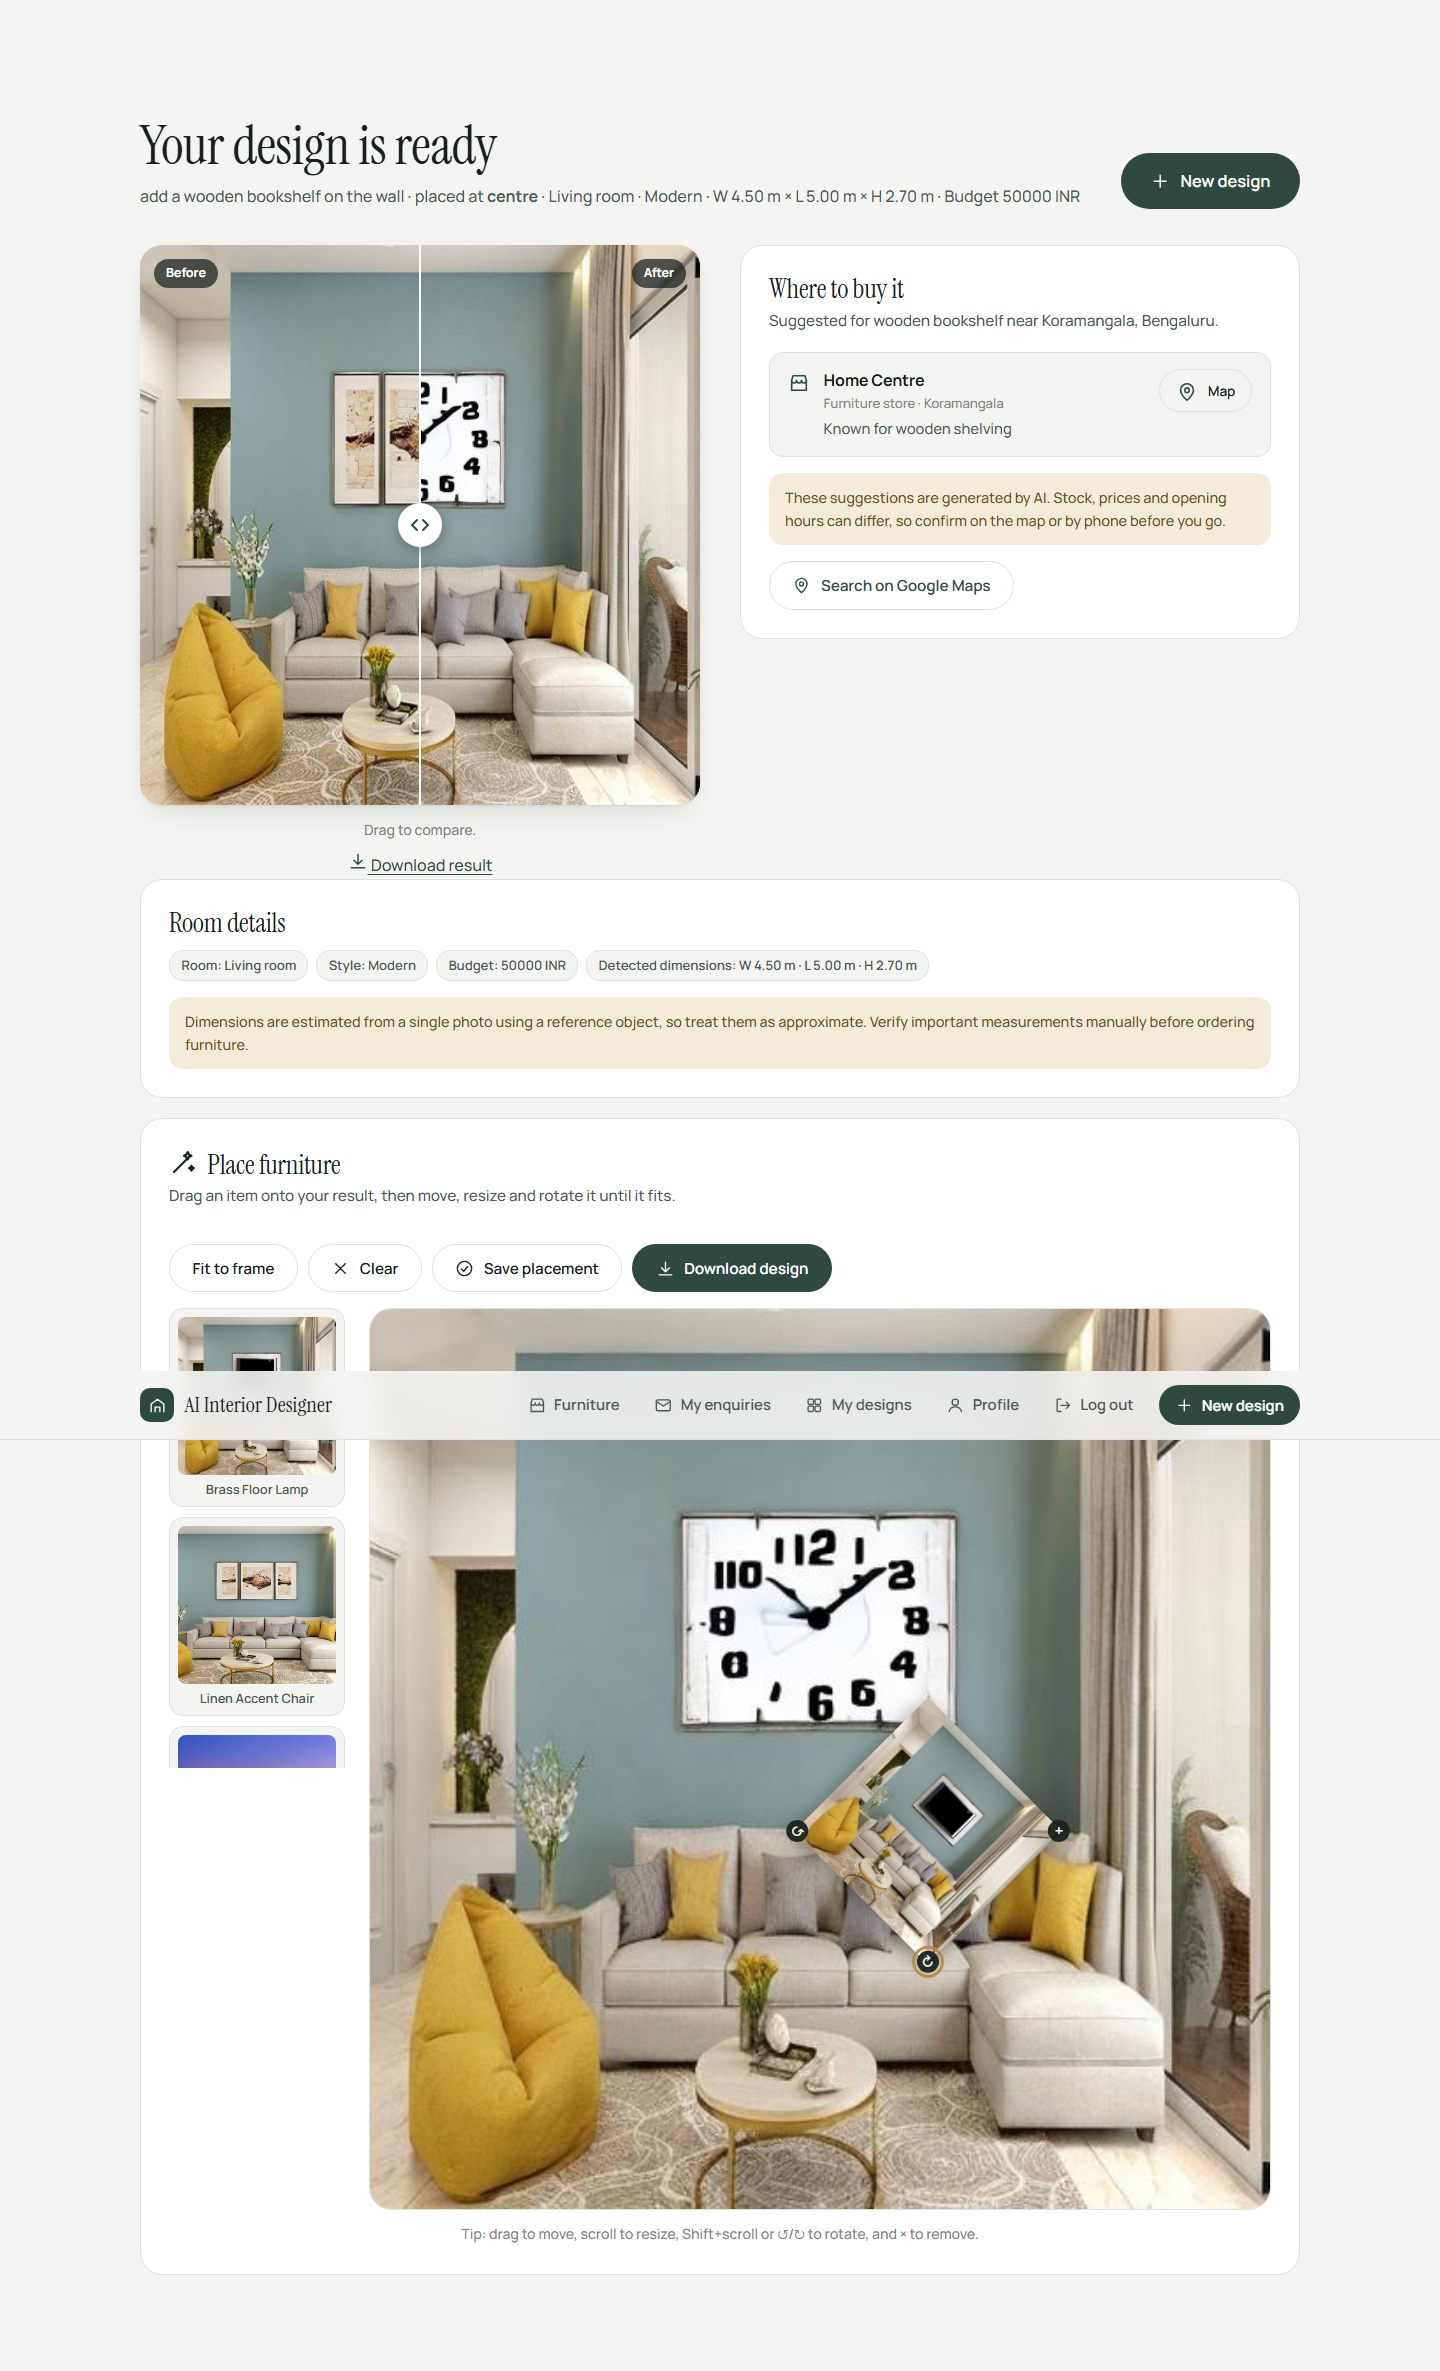 Your design is ready
add a wooden bookshelf on the wall · placed at centre · Living room · Modern · W 4.50 m × L 5.00 m × H 2.70 m · Budget 50000 INR
New design
Before
After
Where to buy it
Suggested for wooden bookshelf near Koramangala, Bengaluru.
Home Centre
Furniture store · Koramangala
Known for wooden shelving
Map
These suggestions are generated by AI. Stock, prices and opening
hours can differ, so confirm on the map or by phone before you go.
Search on Google Maps
Drag to compare.
Download result
Room details
Room: Living room
Style: Modern
Budget: 50000 INR
Detected dimensions: W 4.50 m · L 5.00 m · H 2.70 m
Dimensions are estimated from a single photo using a reference object, so treat them as approximate. Verify important measurements manually before ordering
furniture.
Place furniture
Drag an item onto your result, then move, resize and rotate it until it fits.
Fit to frame
Clear
Save placement
Download design
AI Interior Designer
Furniture
My enquiries
My designs
Profile
Log out
New design
Brass Floor Lamp
Linen Accent Chair
Tip: drag to move, scroll to resize, Shift+scroll or ↺/↻ to rotate, and × to remove.